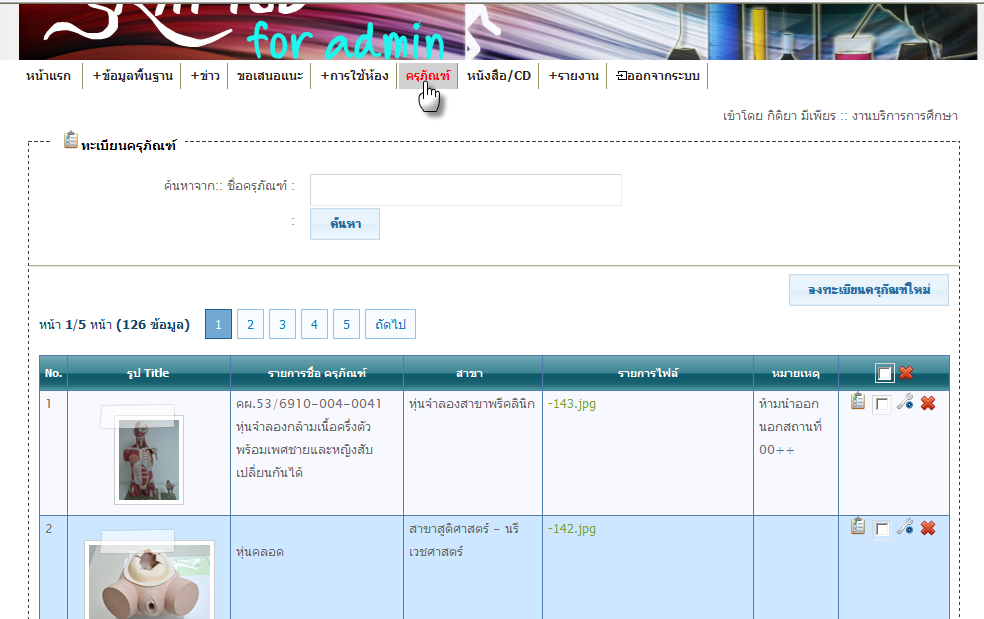 for admin
หน้าแรก +ข้อมูลพื้นฐาน +ข่าว ขอเสนอแนะ +การใช้ห้อง ครุภัณฑ์ หนังสือ/CD +รายงาน ออกจากระบบ
เข้าโดย กิติยา มีเพียร :: งานบริการการศึกษา
ทะเบียนครุภัณฑ์
ค้นหาจาก:: ชื่อครุภัณฑ์ :
:
ค้นหา
ลงทะเบียนครุภัณฑ์ใหม่
หน้า 1/5 หน้า (126 ข้อมูล) 1 2 3 4 5 ถัดไป
No. รูป Title รายการชื่อ ครุภัณฑ์ สาขา รายการไฟล์ หมายเหตุ
1 คผ.53/6910-004-0041 หุ่นจำลองสาขาพรีคลินิก -143.jpg ห้ามนำออก
หุ่นจำลองกล้ามเนื้อครึ่งตัว นอกสถานที่
พร้อมเพศชายและหญิงสับ 00++
เปลี่ยนกันได้
2 สาขาสูติศาสตร์ - นรี -142.jpg
หุ่นคลอด เวชศาสตร์